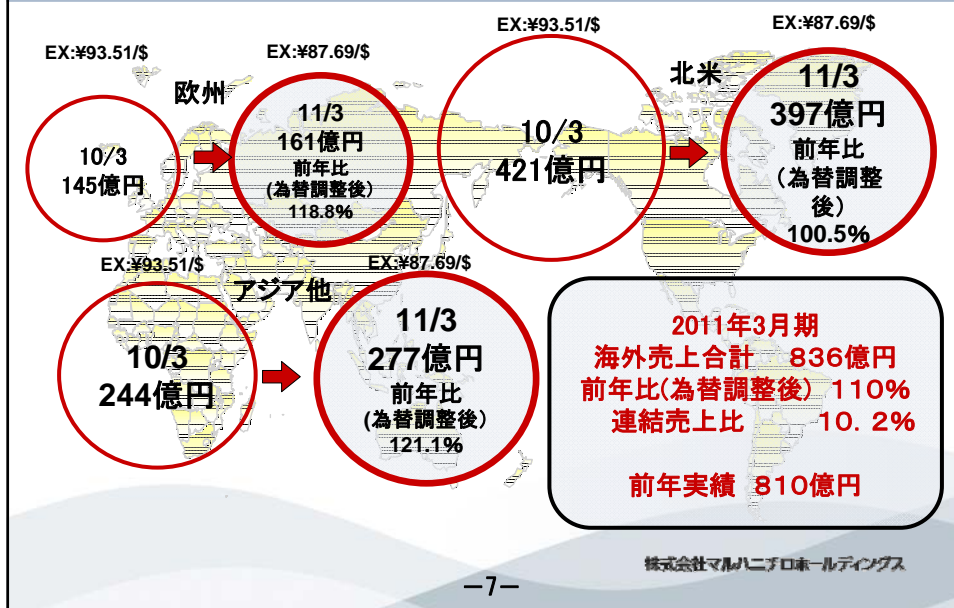 EX:¥93.51/$
EX:¥87.69/$
欧州
10/3
145億円
11/3
161億円
前年比
(為替調整後)
118.8%
EX:¥93.51/$
EX:¥87.69/$
北米
10/3
421億円
11/3
397億円
前年比
(為替調整
後)
100.5%
EX:¥93.51/$
EX:¥87.69/$
アジア他
10/3
244億円
11/3
277億円
前年比
(為替調整後)
121.1%
2011年3月期
海外売上合計 836億円
前年比(為替調整後) 110%
連結売上比 10.2%
前年実績 810億円
株式会社マルハニチロホールディングス
-7-